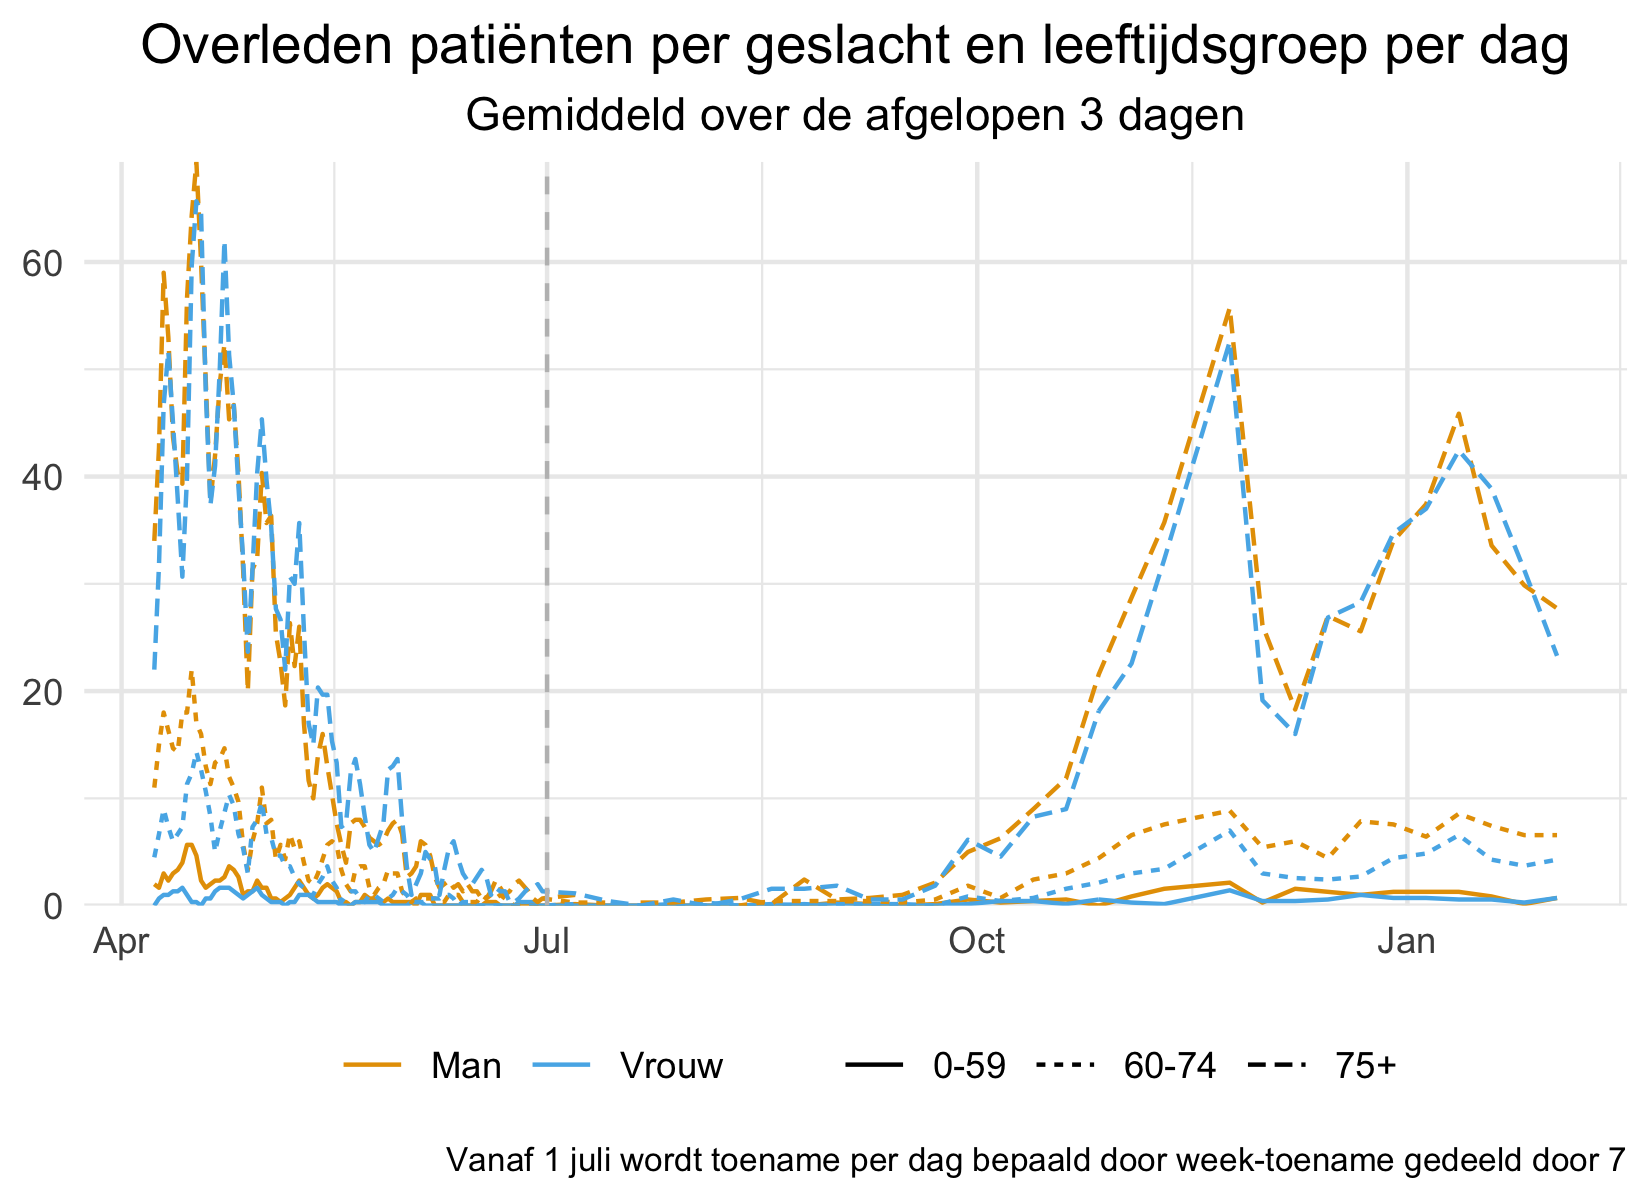 Overleden patiënten per geslacht en leeftijdsgroep per dag
Gemiddeld over de afgelopen 3 dagen
60
40
20
0
Apr Jul Oct Jan
Man Vrouw 0-59 60-74 75+
Vanaf 1 juli wordt toename per dag bepaald door week-toename gedeeld door 7